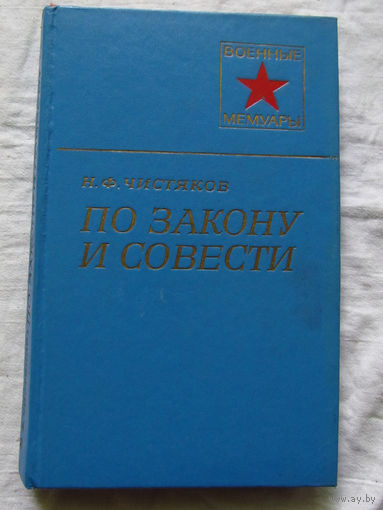 ВОЕННЫЕ
МЕМУАРЫ
Н.Ф. ЧИСТЯКОВ
ПО ЗАКОНУ
И СОВЕСТИ
www.ay.by